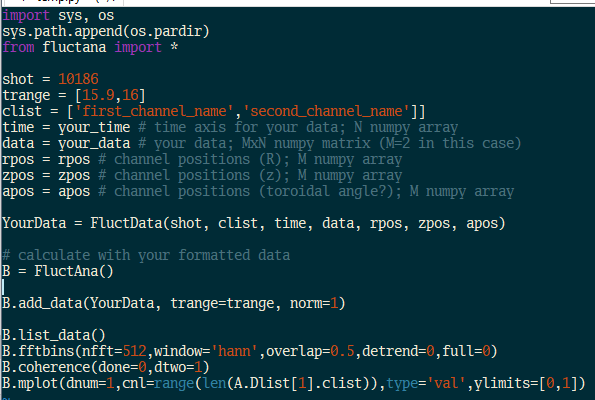 import sys, os
sys.path.append(os.pardir)
from fluctana import *
shot = 10186
trange = [15.9,16]
clist = ['first_channel_name','second_channel_name']]
time = your_time # time axis for your data; N numpy array
data = your_data # your data; MxN numpy matrix (M=2 in this case)
rpos = rpos # channel positions (R); M numpy array
zpos = zpos # channel positions (z); M numpy array
apos = apos # channel positions (toroidal angle?); M numpy array
YourData = FluctData(shot, clist, time, data, rpos, zpos, apos)
# calculate with your formatted data
B = FluctAna()
B.add_data(YourData, trange=trange, norm=1)
B.list_data()
B.fftbins(nfft=512,window='hann',overlap=0.5,detrend=0,full=0)
B.coherence(done=0,dtwo=1)
B.mplot(dnum=1,cnl=range(len(A.Dlist[1].clist)),type='val',ylimits=[0,1])